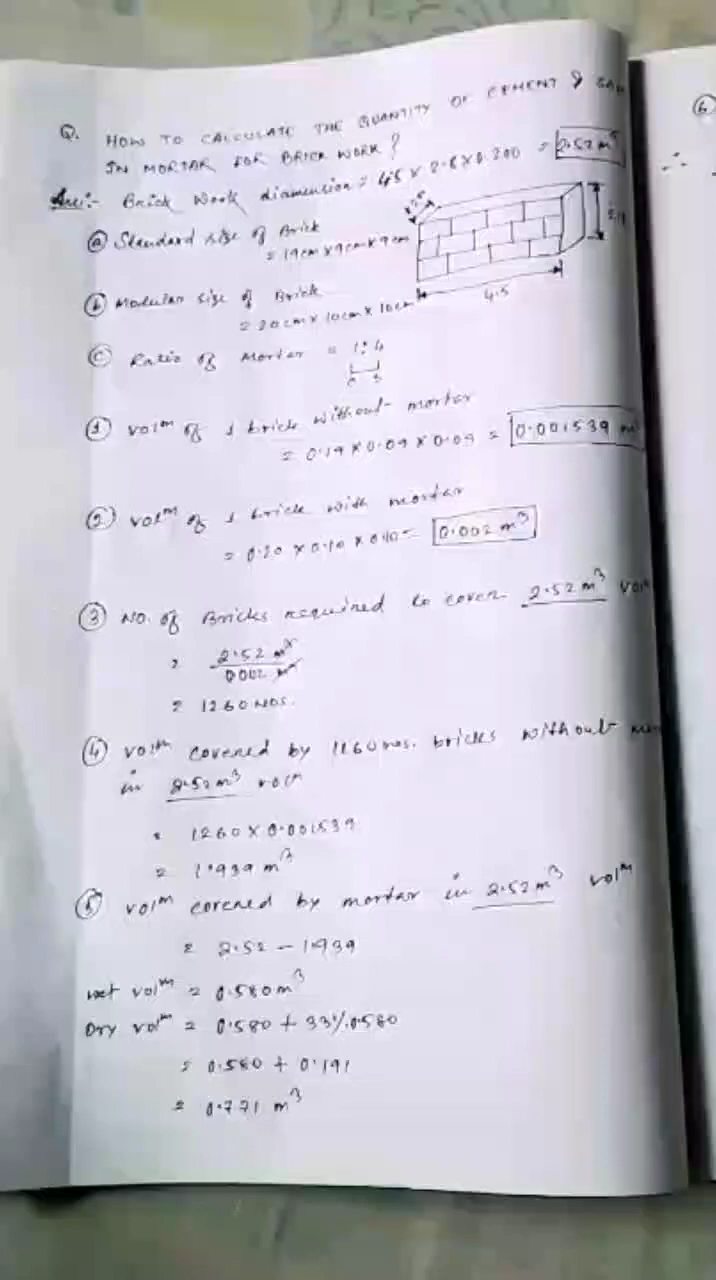 Q. HOW TO CALCULATE THE QUANTITY OF CEMENT &
IN MORTAR FOR BRICK WORK?
Ans:- Brick Work diamension = 4.5 x 2.8 x 0.200 = 2.52 m³
ⓐ Standard size of Brick
= 19cm x 9cm x 9cm
4.5
ⓑ Modular size of Brick
= 20cm x 10cm x 10cm
ⓒ Ratio of Mortar = 1:4
① volm of 1 brick without mortar
= 0.19 x 0.09 x 0.09 = 0.001539
② volm of 1 brick with mortar
= 0.20 x 0.10 x 0.10 = 0.002 m³
③ NO. of Bricks required to cover 2.52 m³ volm
= 2.52 m³
0.002 m³
= 1260 NOS.
④ volm covered by 1260 nos. bricks without
in 2.52 m³ volm
= 1260 x 0.001539
= 1.939 m³
⑤ volm covered by mortar in 2.52 m³ volm
= 2.52 - 1.939
wet volm = 0.580 m³
Dry volm = 0.580 + 33% 0.580
= 0.580 + 0.191
= 0.771 m³
⑥
∴